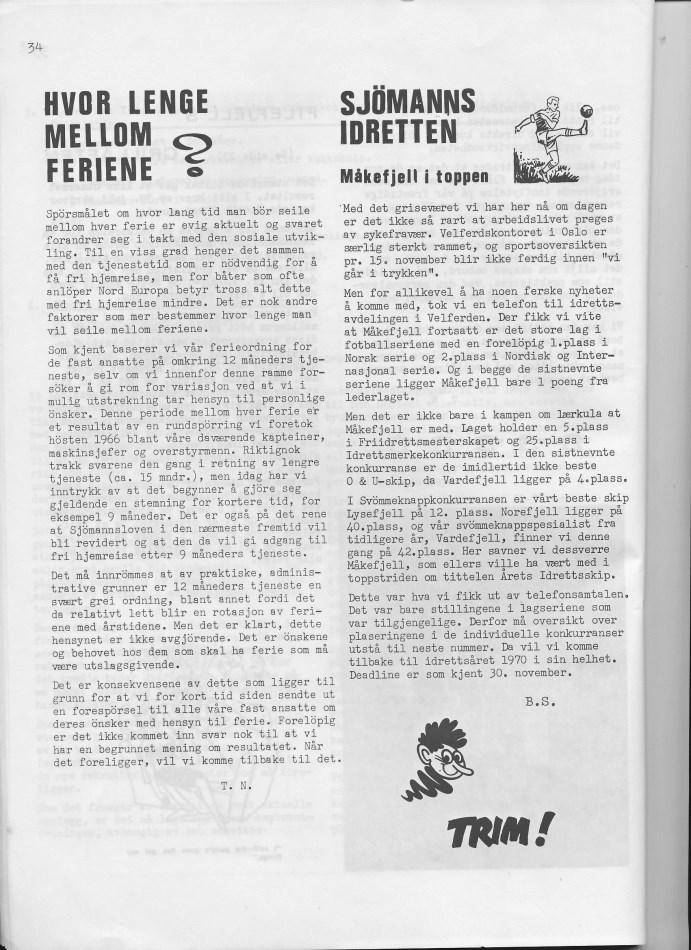 34
HVOR LENGE
MELLOM
FERIENE ?
Spörsmålet om hvor lang tid man bör seile
mellom hver ferie er evig aktuelt og svaret
forandrer seg i takt med den sosiale utvik-
ling. Til en viss grad henger det sammen
med den tjenestetid som er nödvendig for å
få fri hjemreise, men for båter som ofte
anlöper Nord Europa betyr tross alt dette
med fri hjemreise mindre. Det er nok andre
faktorer som mer bestemmer hvor lenge man
vil seile mellom feriene.
Som kjent baserer vi vår ferieordning for
de fast ansatte på omkring 12 måneders tje-
neste, selv om vi innenfor denne ramme for-
söker å gi rom for variasjon ved at vi i
mulig utstrekning tar hensyn til personlige
önsker. Denne periode mellom hver ferie er
et resultat av en rundspörring vi foretok
hösten 1966 blant våre daværende kapteiner,
maskinsjefer og overstyrmenn. Riktignok
trakk svarene den gang i retning av lengre
tjeneste (ca. 15 mndr.), men idag har vi
inntrykk av at det begynner å gjöre seg
gjeldende en stemning for kortere tid, for
eksempel 9 måneder. Det er også på det rene
at Sjömannsloven i den nærmeste fremtid vil
bli revidert og at den da vil gi adgang til
fri hjemreise etter 9 måneders tjeneste.
Det må innrömmes at av praktiske, adminis-
trative grunner er 12 måneders tjeneste en
svært grei ordning, blant annet fordi det
da relativt lett blir en rotasjon av feri-
ene med årstidene. Men det er klart, dette
hensynet er ikke avgjörende. Det er önskene
og behovet hos dem som skal ha ferie som må
være utslagsgivende.
Det er konsekvensene av dette som ligger til
grunn for at vi for kort tid siden sendte ut
en forespörsel til alle våre fast ansatte om
deres önsker med hensyn til ferie. Forelöpig
er det ikke kommet inn svar nok til at vi
har en begrunnet mening om resultatet. Når
det foreligger, vil vi komme tilbake til det.
T. N.
SJÖMANNS
IDRETTEN
Måkefjell i toppen
Med det griseværet vi har her nå om dagen
er det ikke så rart at arbeidslivet preges
av sykefravær. Velferdskontoret i Oslo er
særlig sterkt rammet, og sportsoversikten
pr. 15. november blir ikke ferdig innen "vi
går i trykken".
Men for allikevel å ha noen ferske nyheter
å komme med, tok vi en telefon til idretts-
avdelingen i Velferden. Der fikk vi vite
at Måkefjell fortsatt er det store lag i
fotballseriene med en forelöpig 1.plass i
Norsk serie og 2.plass i Nordisk og Inter-
nasjonal serie. Og i begge de sistnevnte
seriene ligger Måkefjell bare 1 poeng fra
lederlaget.
Men det er ikke bare i kampen om lærkula at
Måkefjell er med. Laget holder en 5.plass
i Friidrettsmesterskapet og 25.plass i
Idrettsmerkekonkurransen. I den sistnevnte
konkurranse er de imidlertid ikke beste
O & U-skip, da Vardefjell ligger på 4.plass.
I Svömmeknappkonkurransen er vårt beste skip
Lysefjell på 12. plass. Norefjell ligger på
40.plass, og vår svömmeknappspesialist fra
tidligere år, Vardefjell, finner vi denne
gang på 42.plass. Her savner vi dessverre
Måkefjell, som ellers ville ha vært med i
toppstriden om tittelen Årets Idrettsskip.
Dette var hva vi fikk ut av telefonsamtalen.
Det var bare stillingene i lagseriene som
var tilgjengelige. Derfor må oversikt over
plaseringene i de individuelle konkurranser
utstå til neste nummer. Da vil vi komme
tilbake til idrettsåret 1970 i sin helhet.
Deadline er som kjent 30. november.
B.S.
TRIM!